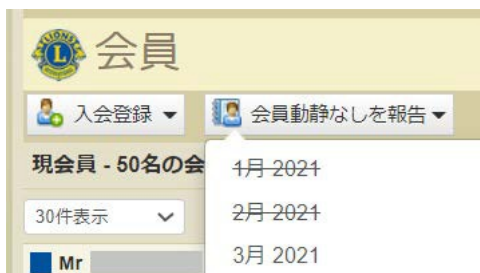 会員
入会登録 会員動静なしを報告
現会員 - 50名の会
1月 2021
30件表示
2月 2021
3月 2021
Mr